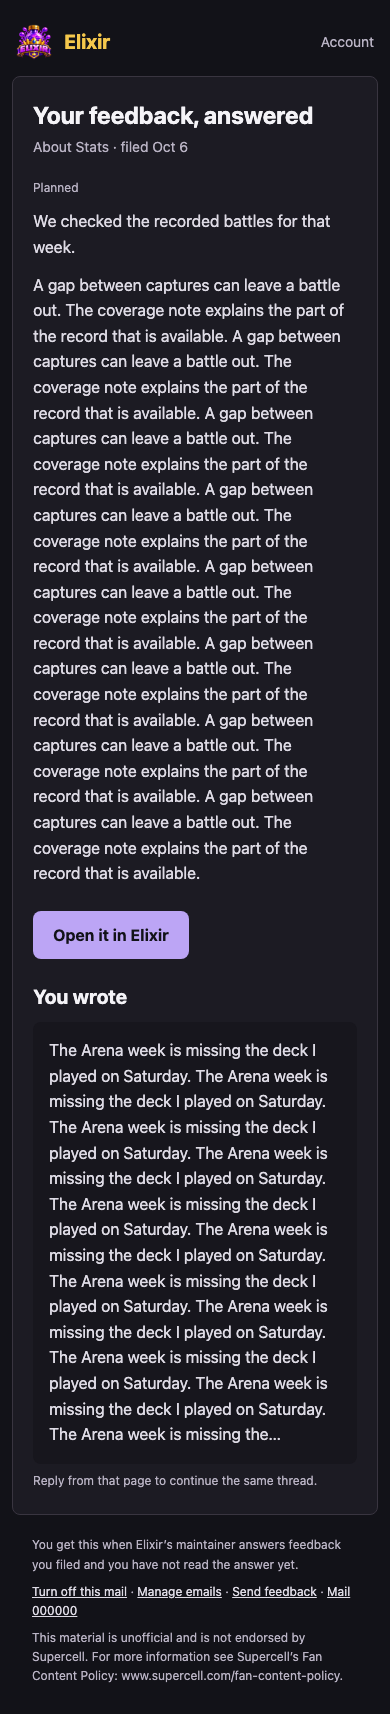 ELIXIR
Elixir
Account
Your feedback, answered
About Stats · filed Oct 6
Planned
We checked the recorded battles for that
week.
A gap between captures can leave a battle
out. The coverage note explains the part of
the record that is available. A gap between
captures can leave a battle out. The
coverage note explains the part of the
record that is available. A gap between
captures can leave a battle out. The
coverage note explains the part of the
record that is available. A gap between
captures can leave a battle out. The
coverage note explains the part of the
record that is available. A gap between
captures can leave a battle out. The
coverage note explains the part of the
record that is available. A gap between
captures can leave a battle out. The
coverage note explains the part of the
record that is available. A gap between
captures can leave a battle out. The
coverage note explains the part of the
record that is available. A gap between
captures can leave a battle out. The
coverage note explains the part of the
record that is available.
Open it in Elixir
You wrote
The Arena week is missing the deck I
played on Saturday. The Arena week is
missing the deck I played on Saturday.
The Arena week is missing the deck I
played on Saturday. The Arena week is
missing the deck I played on Saturday.
The Arena week is missing the deck I
played on Saturday. The Arena week is
missing the deck I played on Saturday.
The Arena week is missing the deck I
played on Saturday. The Arena week is
missing the deck I played on Saturday.
The Arena week is missing the deck I
played on Saturday. The Arena week is
missing the deck I played on Saturday.
The Arena week is missing the...
Reply from that page to continue the same thread.
You get this when Elixir's maintainer answers feedback
you filed and you have not read the answer yet.
Turn off this mail · Manage emails · Send feedback · Mail
000000
This material is unofficial and is not endorsed by
Supercell. For more information see Supercell's Fan
Content Policy: www.supercell.com/fan-content-policy.